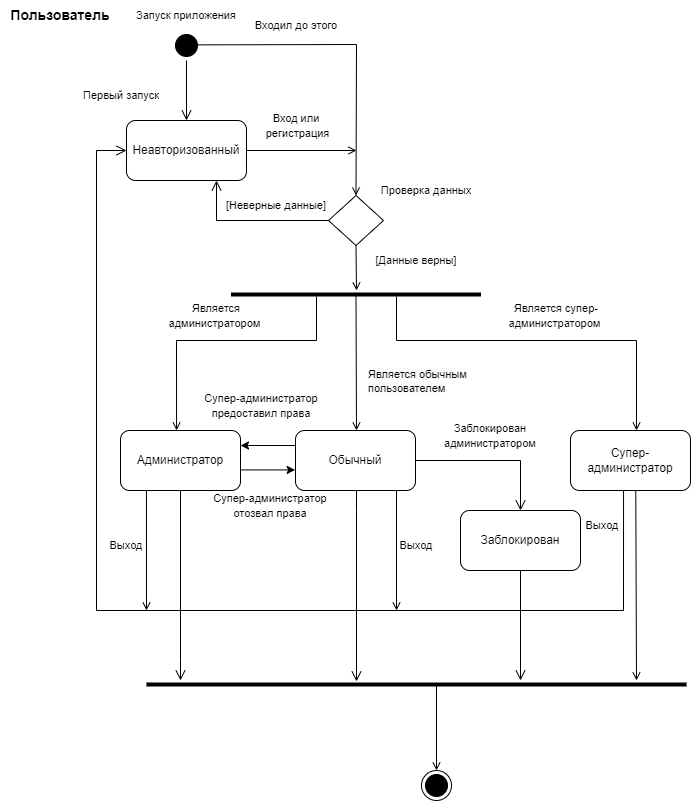 Пользователь
Запуск приложения
Входил до этого
Первый запуск
Вход или
регистрация
Неавторизованный
Проверка данных
[Неверные данные]
[Данные верны]
Является
администратором
Является супер-
администратором
Является обычным
пользователем
Супер-администратор
предоставил права
Заблокирован
администратором
Администратор
Обычный
Супер-
администратор
Супер-администратор
отозвал права
Выход
Выход
Заблокирован
Выход